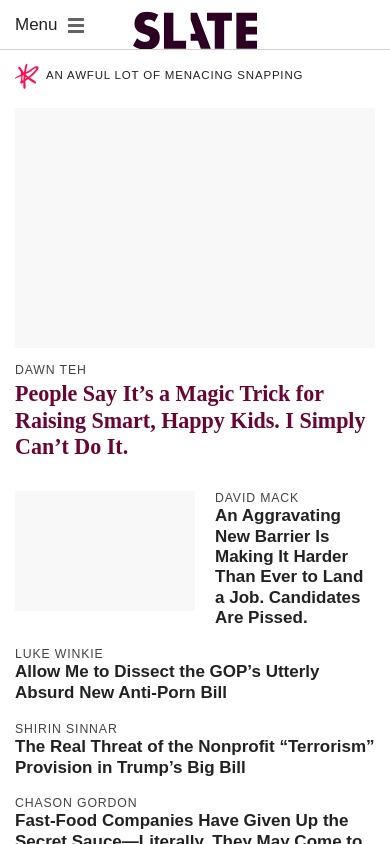 Menu
SLATE
AN AWFUL LOT OF MENACING SNAPPING
DAWN TEH
People Say It’s a Magic Trick for
Raising Smart, Happy Kids. I Simply
Can’t Do It.
DAVID MACK
An Aggravating
New Barrier Is
Making It Harder
Than Ever to Land
a Job. Candidates
Are Pissed.
LUKE WINKIE
Allow Me to Dissect the GOP’s Utterly
Absurd New Anti-Porn Bill
SHIRIN SINNAR
The Real Threat of the Nonprofit “Terrorism”
Provision in Trump’s Big Bill
CHASON GORDON
Fast-Food Companies Have Given Up the
Secret Sauce—Literally. They May Come to